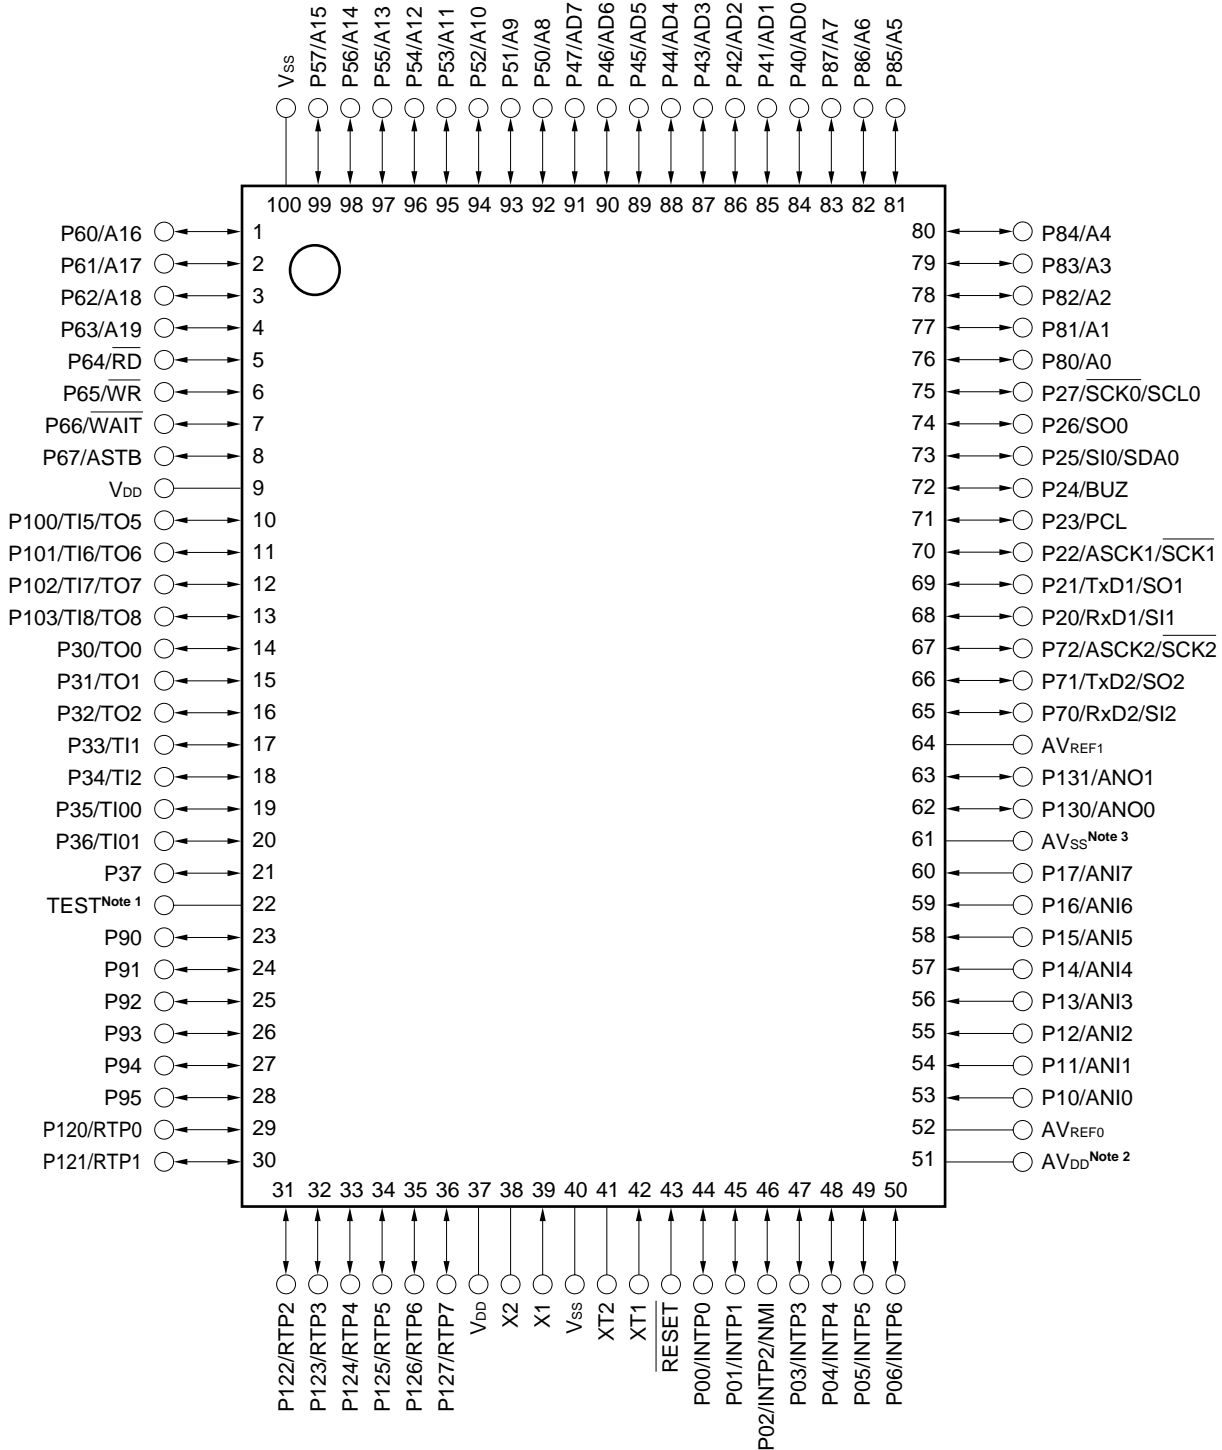 VSS
P57/A15
P56/A14
P55/A13
P54/A12
P53/A11
P52/A10
P51/A9
P50/A8
P47/AD7
P46/AD6
P45/AD5
P44/AD4
P43/AD3
P42/AD2
P41/AD1
P40/AD0
P87/A7
P86/A6
P85/A5
100 99 98 97 96 95 94 93 92 91 90 89 88 87 86 85 84 83 82 81
P60/A16 1
P61/A17 2
P62/A18 3
P63/A19 4
P64/RD 5
P65/WR 6
P66/WAIT 7
P67/ASTB 8
VDD 9
P100/TI5/TO5 10
P101/TI6/TO6 11
P102/TI7/TO7 12
P103/TI8/TO8 13
P30/TO0 14
P31/TO1 15
P32/TO2 16
P33/TI1 17
P34/TI2 18
P35/TI00 19
P36/TI01 20
P37 21
TEST Note 1 22
P90 23
P91 24
P92 25
P93 26
P94 27
P95 28
P120/RTP0 29
P121/RTP1 30
80 P84/A4
79 P83/A3
78 P82/A2
77 P81/A1
76 P80/A0
75 P27/SCK0/SCL0
74 P26/SO0
73 P25/SI0/SDA0
72 P24/BUZ
71 P23/PCL
70 P22/ASCK1/SCK1
69 P21/TxD1/SO1
68 P20/RxD1/SI1
67 P72/ASCK2/SCK2
66 P71/TxD2/SO2
65 P70/RxD2/SI2
64 AVREF1
63 P131/ANO1
62 P130/ANO0
61 AVSS Note 3
60 P17/ANI7
59 P16/ANI6
58 P15/ANI5
57 P14/ANI4
56 P13/ANI3
55 P12/ANI2
54 P11/ANI1
53 P10/ANI0
52 AVREF0
51 AVDD Note 2
31 32 33 34 35 36 37 38 39 40 41 42 43 44 45 46 47 48 49 50
P122/RTP2
P123/RTP3
P124/RTP4
P125/RTP5
P126/RTP6
P127/RTP7
VDD
X2
X1
VSS
XT2
XT1
RESET
P00/INTP0
P01/INTP1
P02/INTP2/NMI
P03/INTP3
P04/INTP4
P05/INTP5
P06/INTP6